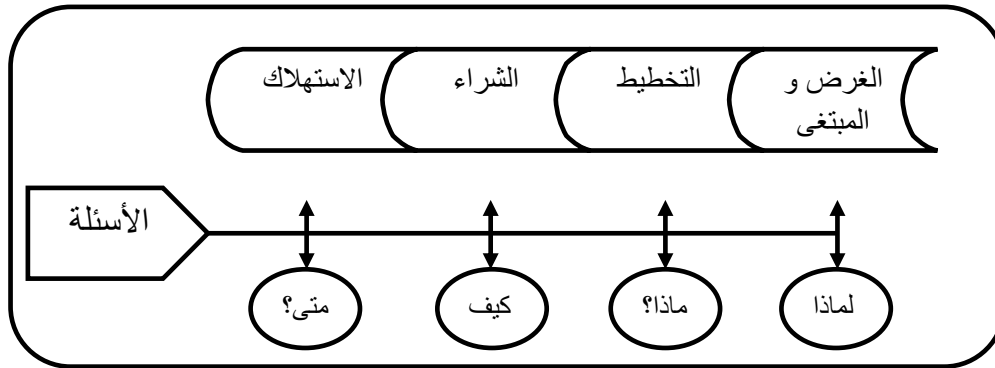 الغرض و
المبتغى
التخطيط
الشراء
الاستهلاك
الأسئلة
لماذا
ماذا؟
كيف
متى؟